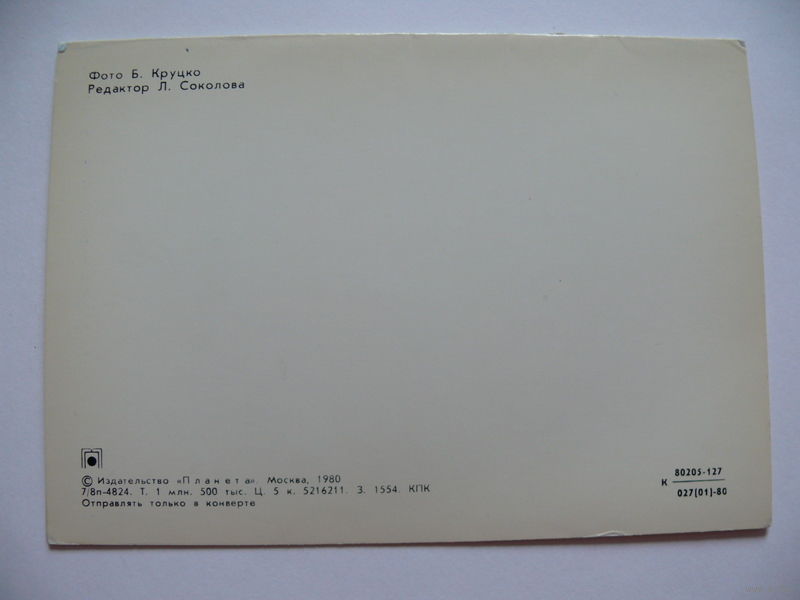 Фото Б. Круцко
Редактор Л. Соколова
© Издательство «Планета». Москва, 1980
7/8п-4824. Т. 1 млн. 500 тыс. Ц. 5 к. 5216211. З. 1554. КПК
Отправлять только в конверте
К 80205-127
027(01)-80